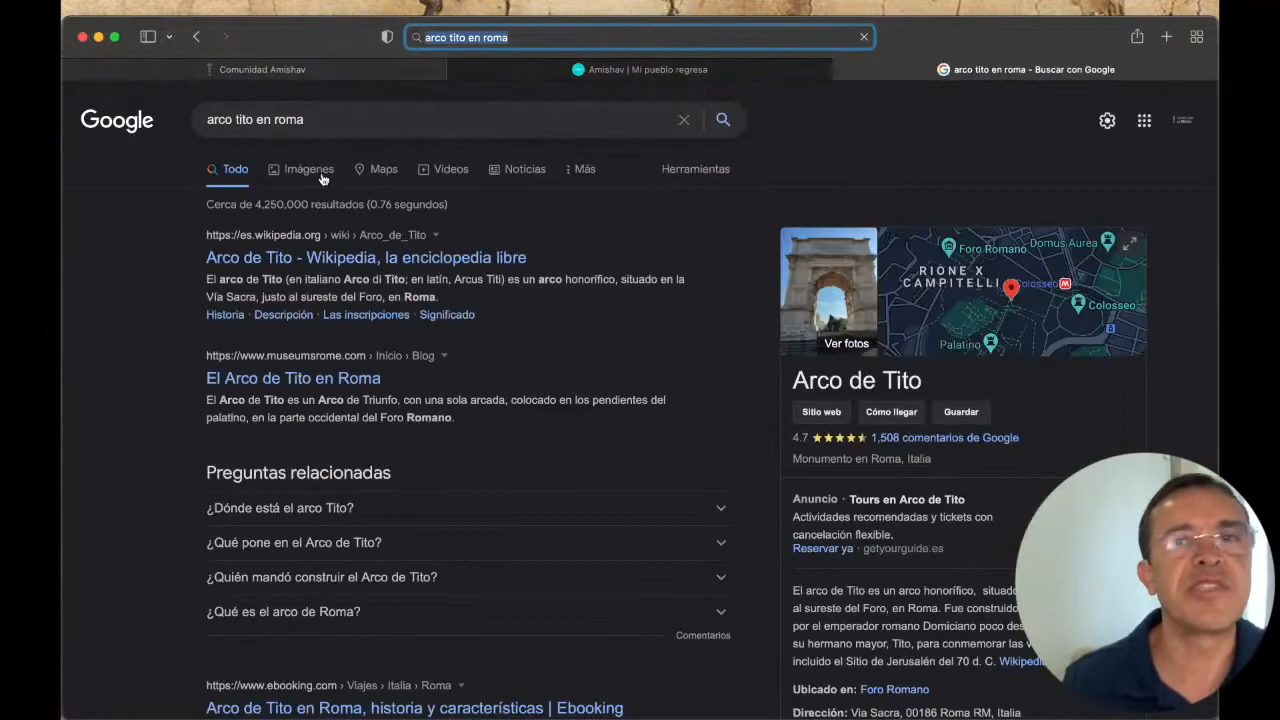 arco tito en roma
Comunidad Amishav
Amishav | Mi pueblo regresa
arco tito en roma - Buscar con Google
Google
arco tito en roma
Todo
Imágenes
Maps
Videos
Noticias
Más
Herramientas
Cerca de 4,250,000 resultados (0.76 segundos)
https://es.wikipedia.org › wiki › Arco_de_Tito
Arco de Tito - Wikipedia, la enciclopedia libre
El arco de Tito (en italiano Arco di Tito; en latín, Arcus Titi) es un arco honorífico, situado en la
Vía Sacra, justo al sureste del Foro, en Roma.
Historia · Descripción · Las inscripciones · Significado
https://www.museumsrome.com › Inicio › Blog
El Arco de Tito en Roma
El Arco de Tito es un Arco de Triunfo, con una sola arcada, colocado en los pendientes del
palatino, en la parte occidental del Foro Romano.
Preguntas relacionadas
¿Dónde está el arco Tito?
¿Qué pone en el Arco de Tito?
¿Quién mandó construir el Arco de Tito?
¿Qué es el arco de Roma?
Comentarios
https://www.ebooking.com › Viajes › Italia › Roma
Arco de Tito en Roma, historia y características | Ebooking
Foro Romano
Domus Aurea
RIONE X
CAMPITELLI
Colosseo
M
Colosseo
B
Palatino
Ver fotos
Arco de Tito
Sitio web
Cómo llegar
Guardar
4.7
1,508 comentarios de Google
Monumento en Roma, Italia
Anuncio · Tours en Arco de Tito
Actividades recomendadas y tickets con
cancelación flexible.
Reservar ya · getyourguide.es
El arco de Tito es un arco honorífico, situado
al sureste del Foro, en Roma. Fue construido
por el emperador romano Domiciano poco
su hermano mayor, Tito, para conmemorar las
incluido el Sitio de Jerusalén del 70 d. C. Wikipedia
Ubicado en: Foro Romano
Dirección: Via Sacra, 00186 Roma RM, Italia